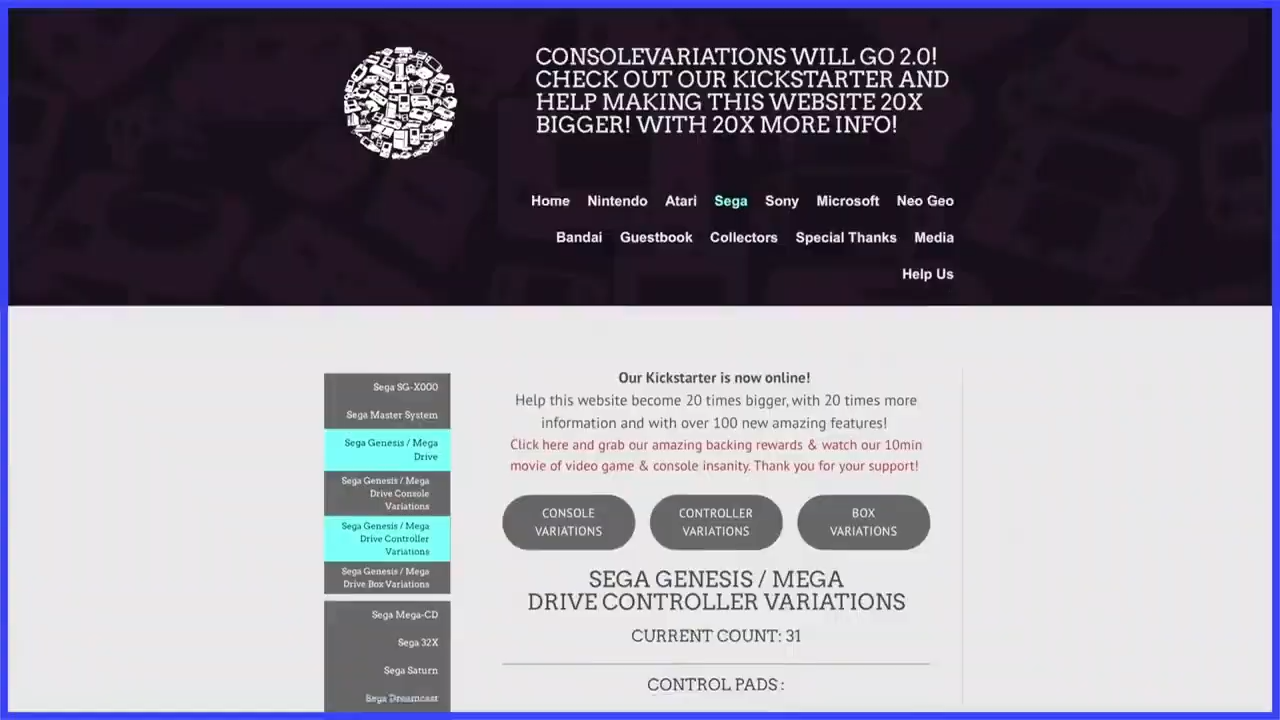 CONSOLEVARIATIONS WILL GO 2.0!
CHECK OUT OUR KICKSTARTER AND
HELP MAKING THIS WEBSITE 20X
BIGGER! WITH 20X MORE INFO!
Home Nintendo Atari Sega Sony Microsoft Neo Geo
Bandai Guestbook Collectors Special Thanks Media
Help Us
Sega SG-X000
Sega Master System
Sega Genesis / Mega
Drive
Sega Genesis / Mega
Drive Console
Variations
Sega Genesis / Mega
Drive Controller
Variations
Sega Genesis / Mega
Drive Box Variations
Sega Mega-CD
Sega 32X
Sega Saturn
Sega Dreamcast
Our Kickstarter is now online!
Help this website become 20 times bigger, with 20 times more
information and with over 100 new amazing features!
Click here and grab our amazing backing rewards & watch our 10min
movie of video game & console insanity. Thank you for your support!
CONSOLE
VARIATIONS
CONTROLLER
VARIATIONS
BOX
VARIATIONS
SEGA GENESIS / MEGA
DRIVE CONTROLLER VARIATIONS
CURRENT COUNT: 31
CONTROL PADS :